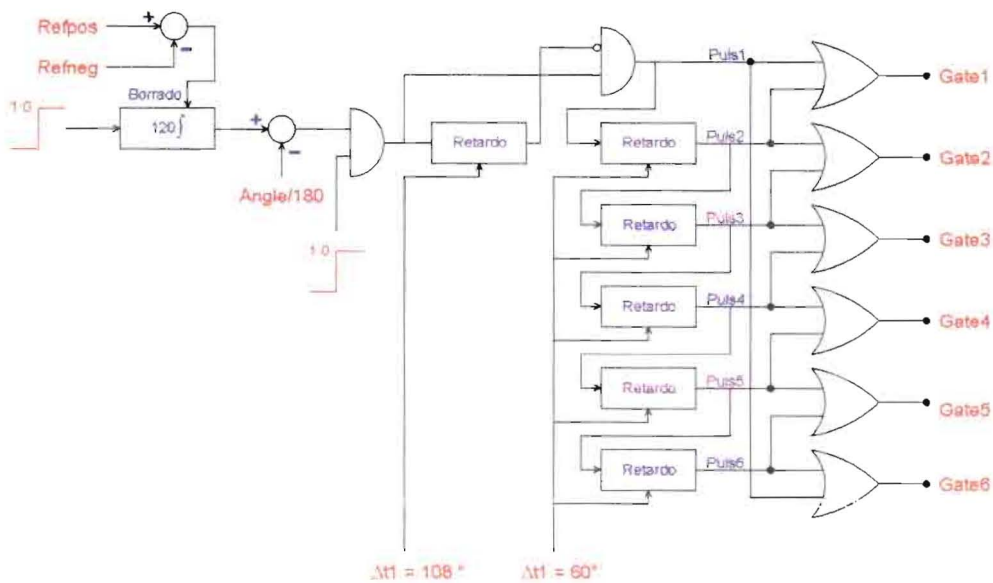 Refpos
+
−
Refneg
Borrado
1.0
120∫
+
−
Angle/180
1.0
Retardo
Puls1
Gate1
Retardo
Puls2
Gate2
Retardo
Puls3
Gate3
Retardo
Puls4
Gate4
Retardo
Puls5
Gate5
Retardo
Puls6
Gate6
Δt1 = 108 °
Δt1 = 60°